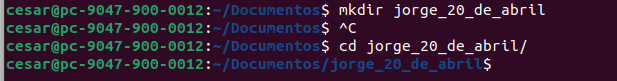 cesar@pc-9047-900-0012:~/Documentos$ mkdir jorge_20_de_abril
cesar@pc-9047-900-0012:~/Documentos$ ^C
cesar@pc-9047-900-0012:~/Documentos$ cd jorge_20_de_abril/
cesar@pc-9047-900-0012:~/Documentos/jorge_20_de_abril$